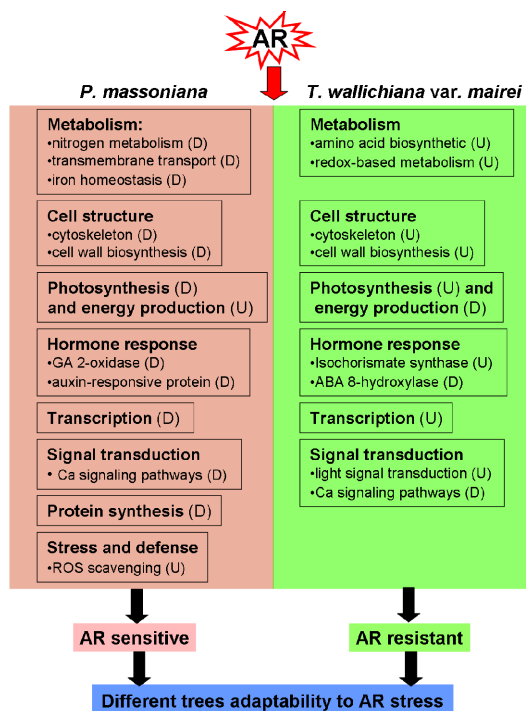 AR
P. massoniana
T. wallichiana var. mairei
Metabolism:
•nitrogen metabolism (D)
•transmembrane transport (D)
•iron homeostasis (D)
Cell structure
•cytoskeleton (D)
•cell wall biosynthesis (D)
Photosynthesis (D)
and energy production (U)
Hormone response
•GA 2-oxidase (D)
•auxin-responsive protein (D)
Transcription (D)
Signal transduction
• Ca signaling pathways (D)
Protein synthesis (D)
Stress and defense
•ROS scavenging (U)
Metabolism
•amino acid biosynthetic (U)
•redox-based metabolism (U)
Cell structure
•cytoskeleton (U)
•cell wall biosynthesis (U)
Photosynthesis (U) and
energy production (D)
Hormone response
•Isochorismate synthase (U)
•ABA 8-hydroxylase (D)
Transcription (U)
Signal transduction
•light signal transduction (U)
•Ca signaling pathways (D)
AR sensitive
AR resistant
Different trees adaptability to AR stress